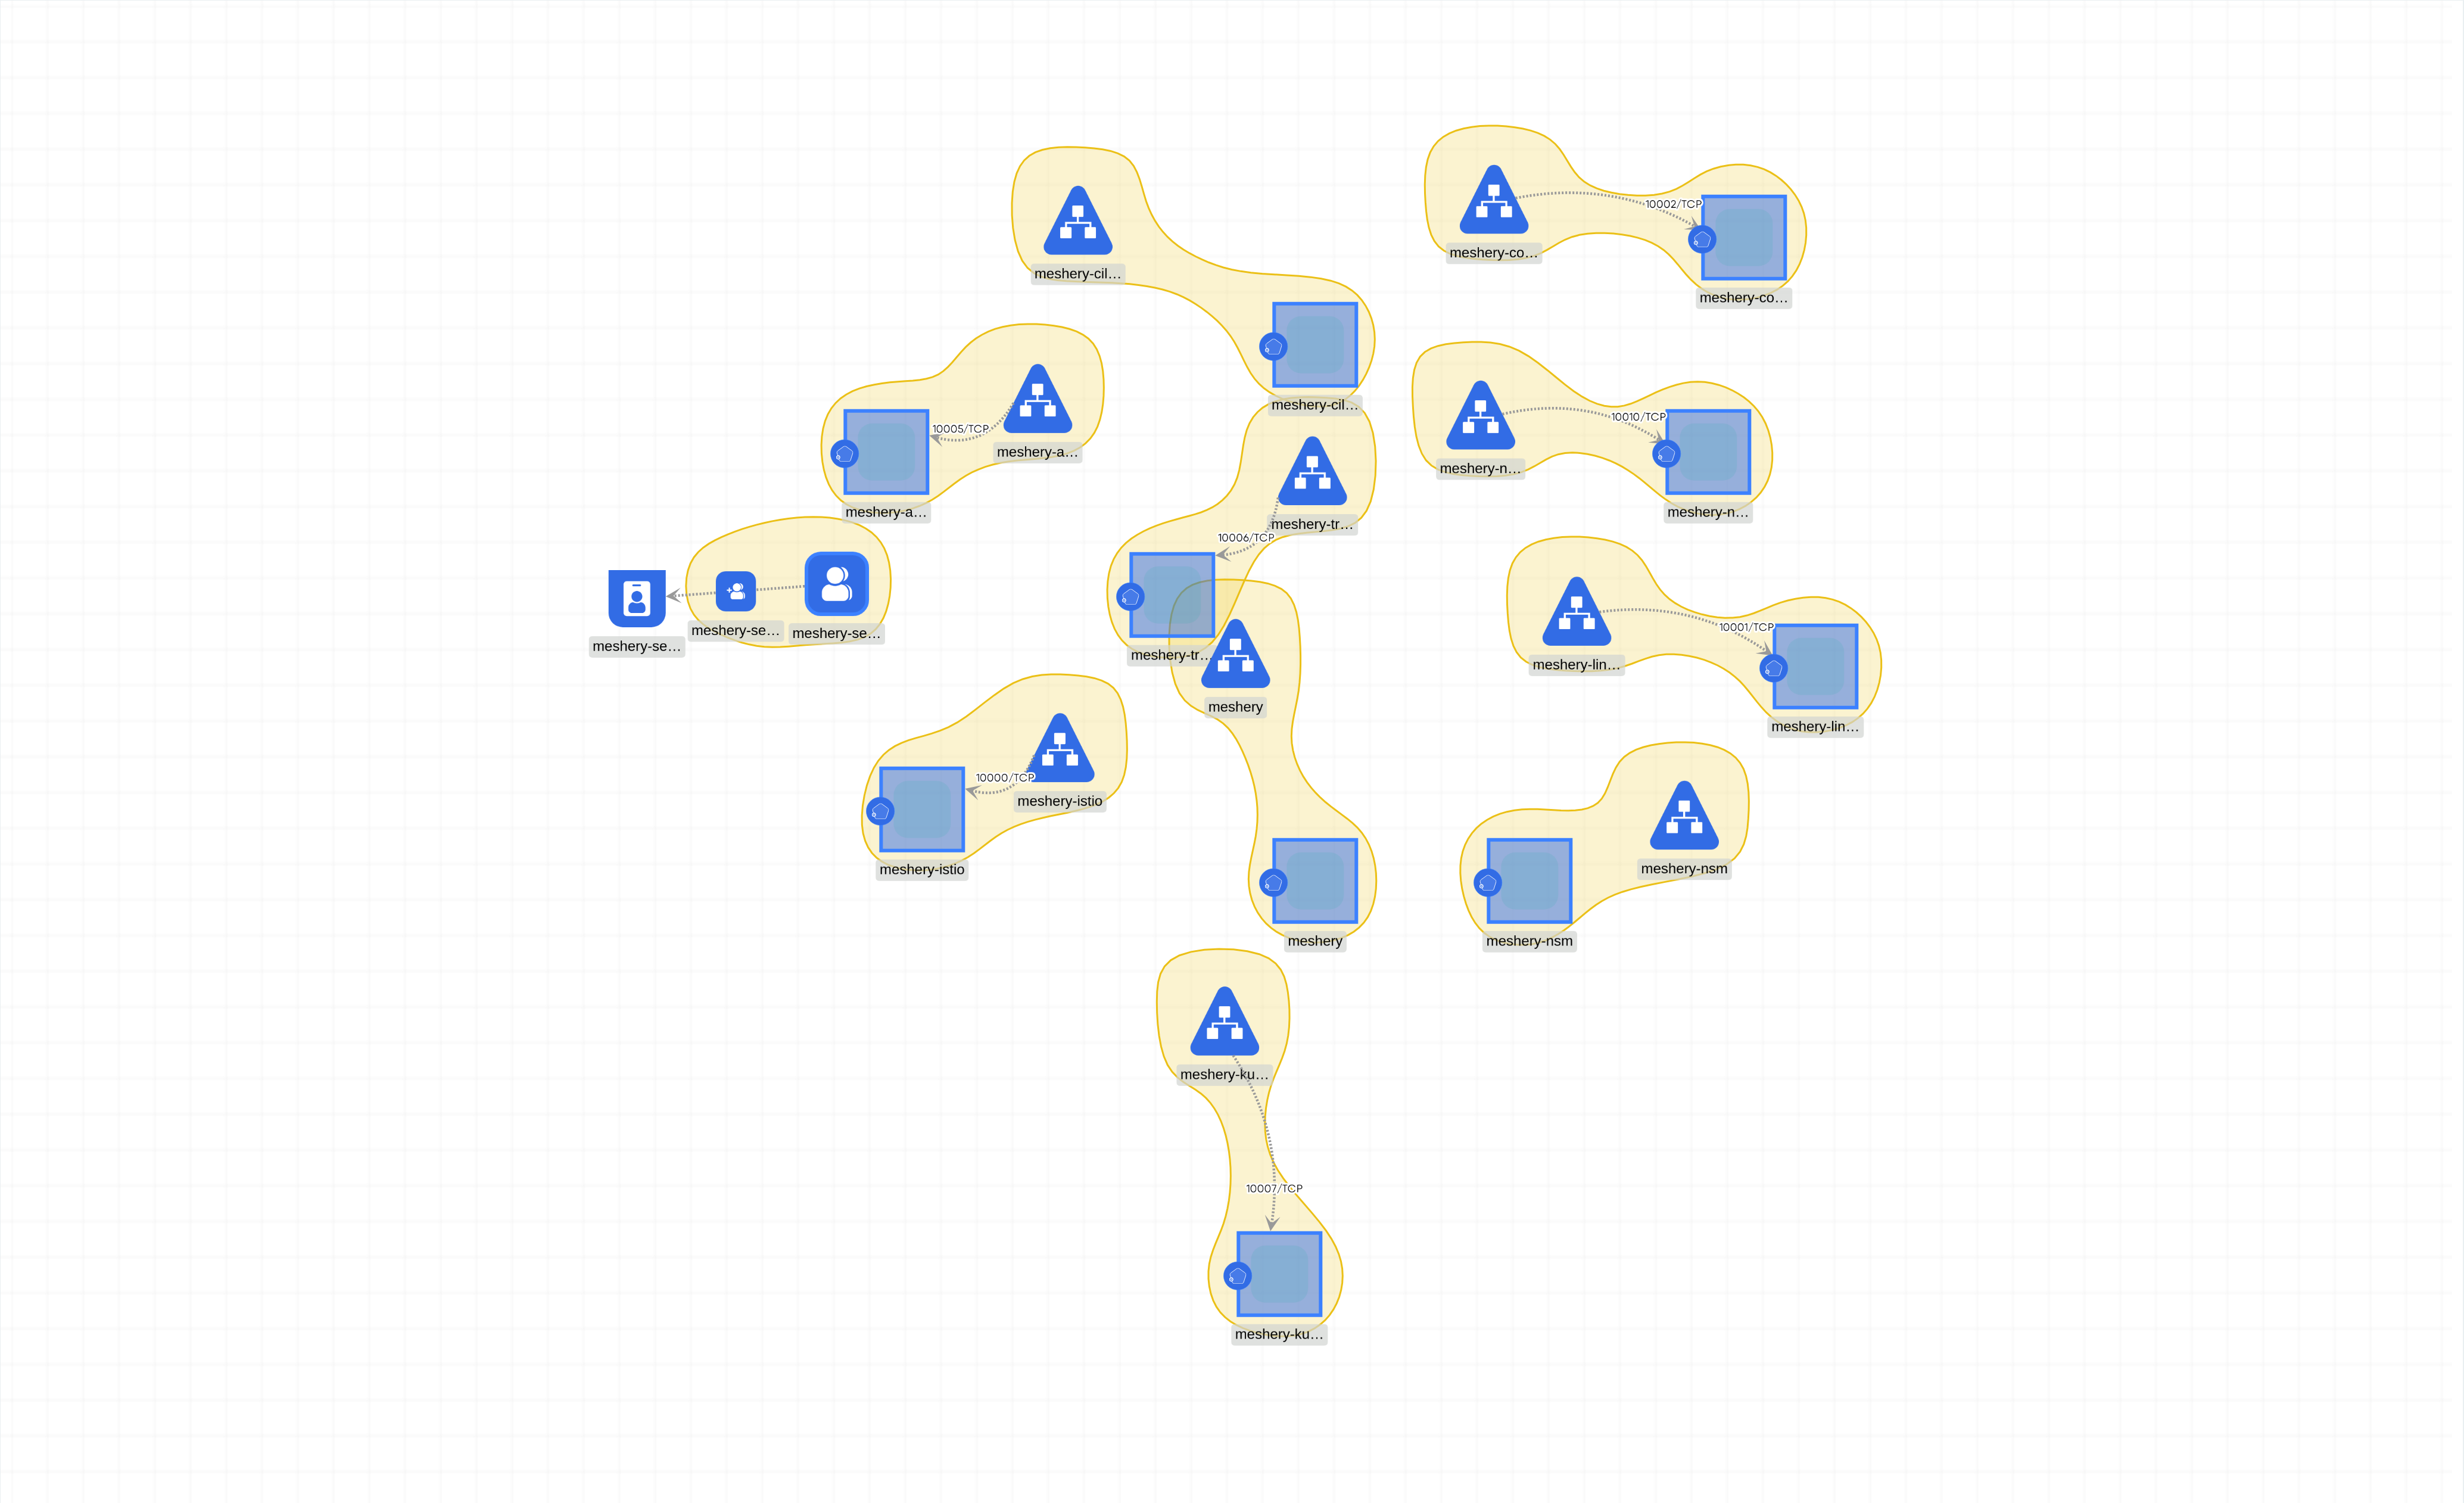 meshery-co…
10002/TCP
meshery-co…
meshery-cil…
meshery-cil…
meshery-a…
10005/TCP
meshery-a…
meshery-n…
10010/TCP
meshery-n…
meshery-tr…
10006/TCP
meshery-tr…
meshery-se…
meshery-se…
meshery-se…
meshery-lin…
10001/TCP
meshery-lin…
meshery
meshery
meshery-istio
10000/TCP
meshery-istio
meshery-nsm
meshery-nsm
meshery-ku…
10007/TCP
meshery-ku…